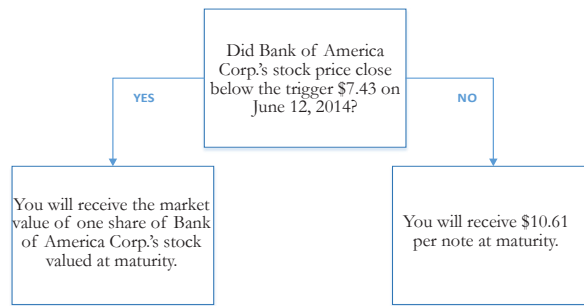 Did Bank of America
Corp.'s stock price close
below the trigger $7.43 on
June 12, 2014?
YES
NO
You will receive the market
value of one share of Bank
of America Corp.'s stock
valued at maturity.
You will receive $10.61
per note at maturity.